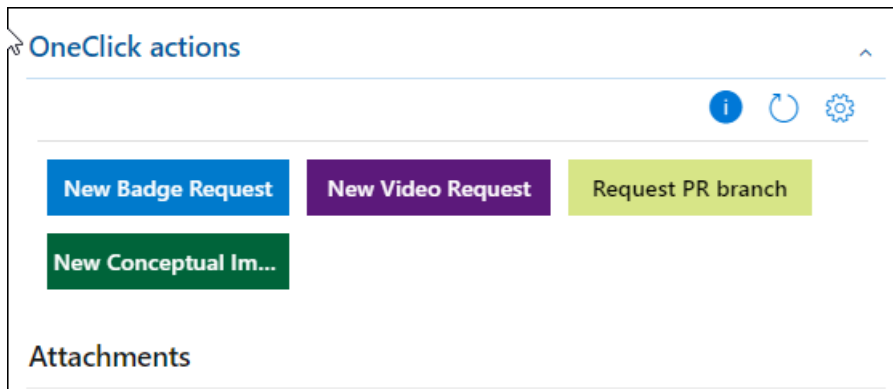 OneClick actions
i
New Badge Request New Video Request Request PR branch
New Conceptual Im...
Attachments